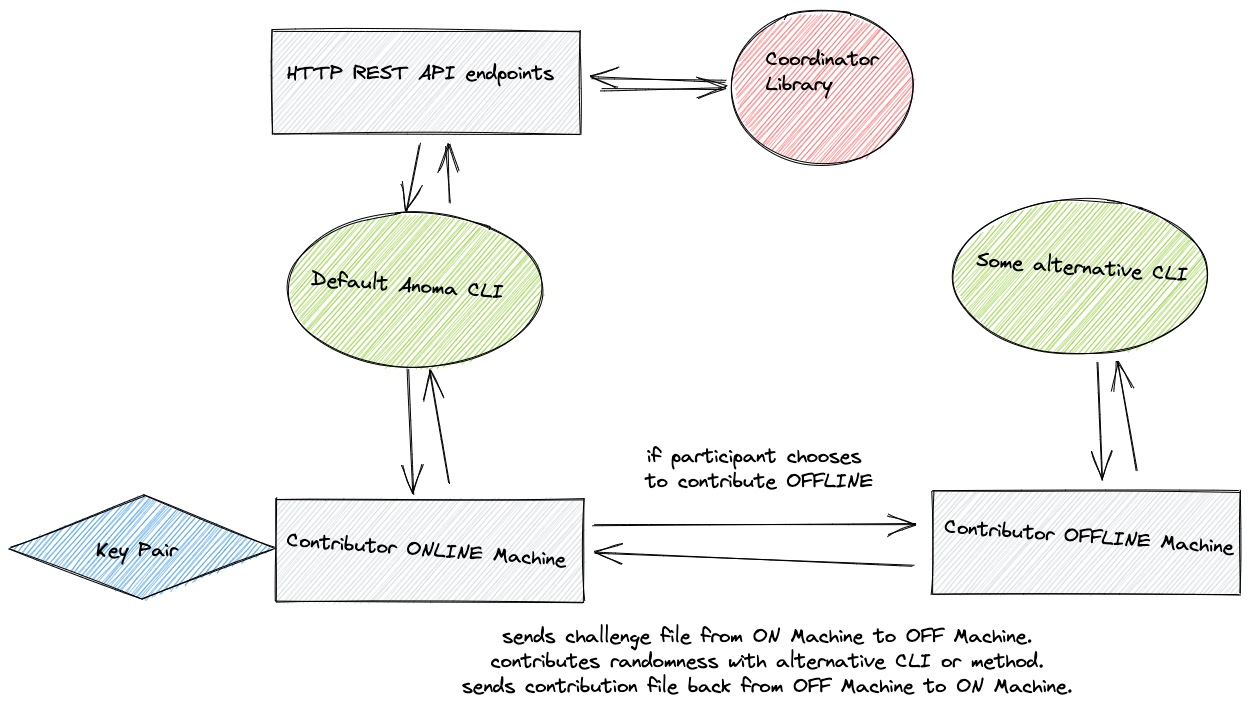 HTTP REST API endpoints
Coordinator
Library
Default Anoma CLI
Some alternative CLI
if participant chooses
to contribute OFFLINE
Key Pair
Contributor ONLINE Machine
Contributor OFFLINE Machine
sends challenge file from ON Machine to OFF Machine.
contributes randomness with alternative CLI or method.
sends contribution file back from OFF Machine to ON Machine.